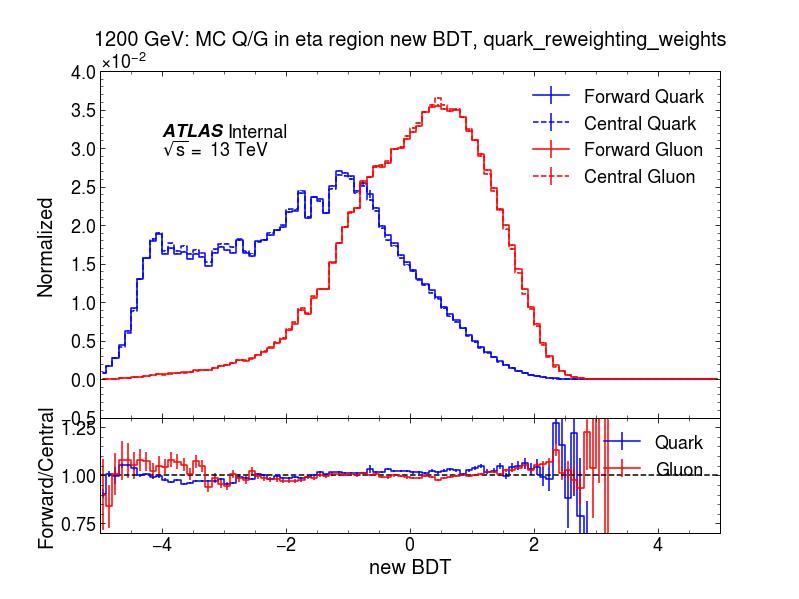 1200 GeV: MC Q/G in eta region new BDT, quark_reweighting_weights
×10−2
4.0
3.5
3.0
2.5
2.0
1.5
1.0
0.5
0.0
Normalized
ATLAS Internal
√s = 13 TeV
Forward Quark
Central Quark
Forward Gluon
Central Gluon
−0.5
1.25
1.00
0.75
Forward/Central
Quark
Gluon
−4
−2
0
2
4
new BDT